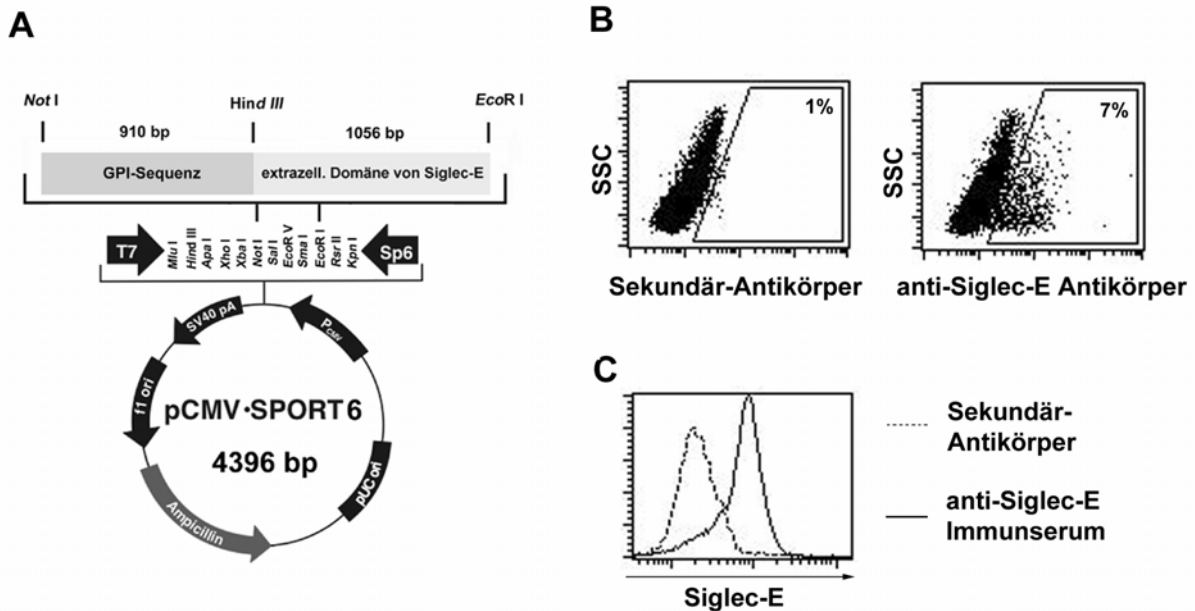 A
Not I
Hind III
EcoR I
910 bp
1056 bp
GPI-Sequenz
extrazell. Domäne von Siglec-E
T7
Mlu I
Hind III
Apa I
Xho I
Xba I
Not I
Sal I
EcoR V
Sma I
EcoR I
Rsr II
Kpn I
Sp6
SV40 pA
PCMV
f1 ori
pCMV·SPORT 6
4396 bp
pUC ori
Ampicillin
B
SSC
1%
Sekundär-Antikörper
SSC
7%
anti-Siglec-E Antikörper
C
Siglec-E
Sekundär-
Antikörper
anti-Siglec-E
Immunserum